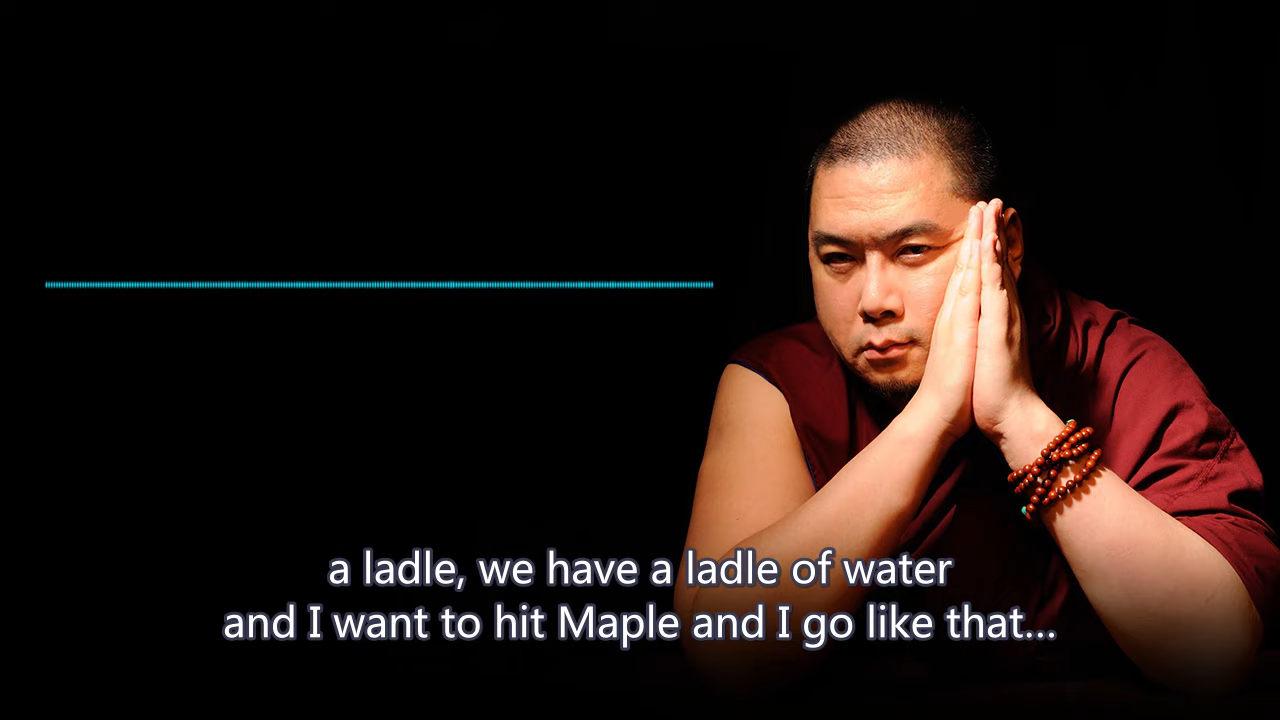 a ladle, we have a ladle of water
and I want to hit Maple and I go like that...